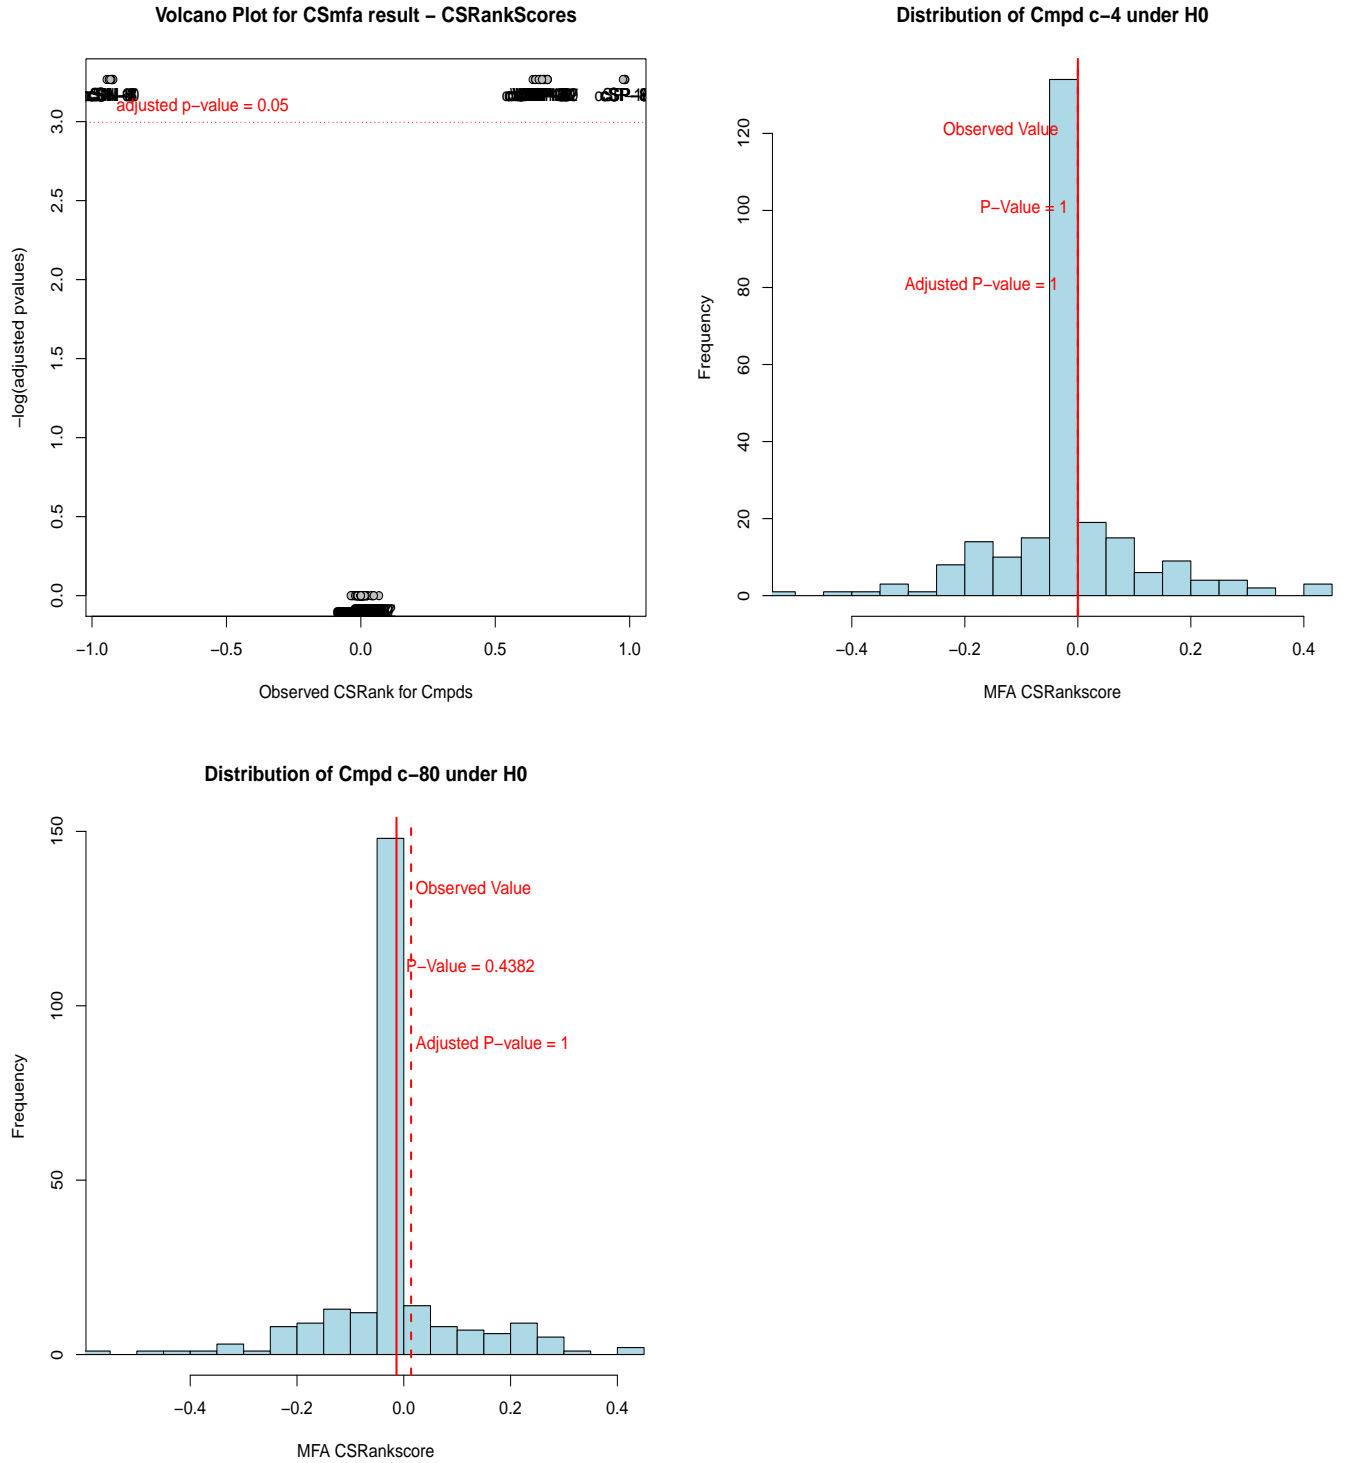 Volcano Plot for CSmfa result − CSRankScores
adjusted p−value = 0.05
3.0
2.5
2.0
1.5
1.0
0.5
0.0
−log(adjusted pvalues)
−1.0 −0.5 0.0 0.5 1.0
Observed CSRank for Cmpds
Distribution of Cmpd c−4 under H0
Observed Value
P−Value = 1
Adjusted P−value = 1
120
100
80
60
40
20
0
Frequency
−0.4 −0.2 0.0 0.2 0.4
MFA CSRankscore
Distribution of Cmpd c−80 under H0
Observed Value
P−Value = 0.4382
Adjusted P−value = 1
150
100
50
0
Frequency
−0.4 −0.2 0.0 0.2 0.4
MFA CSRankscore